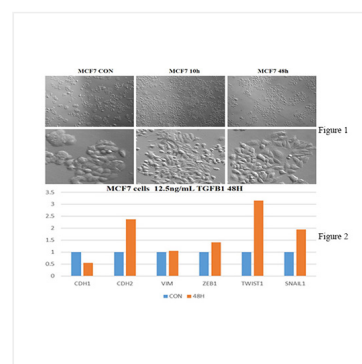 MCF7 CON MCF7 10h MCF7 48h
Figure 1
MCF7 cells 12.5ng/mL TGFB1 48H
3.5
3
2.5
2
1.5
1
0.5
0
CDH1 CDH2 VIM ZEB1 TWIST1 SNAIL1
CON 48H
Figure 2